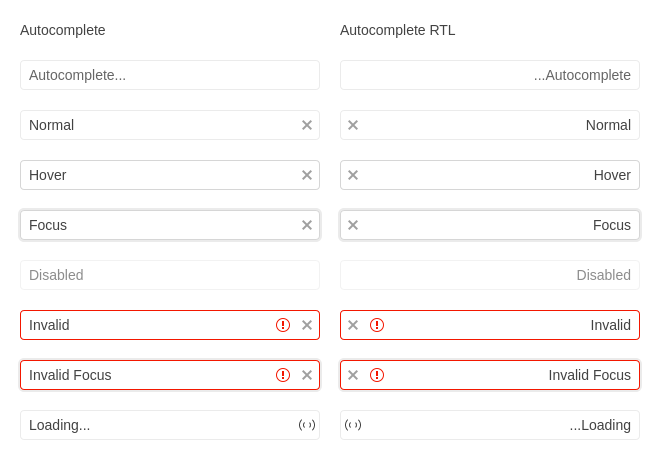 Autocomplete Autocomplete RTL
Autocomplete... ...Autocomplete
Normal Normal
Hover Hover
Focus Focus
Disabled Disabled
Invalid Invalid
Invalid Focus Invalid Focus
Loading... ...Loading